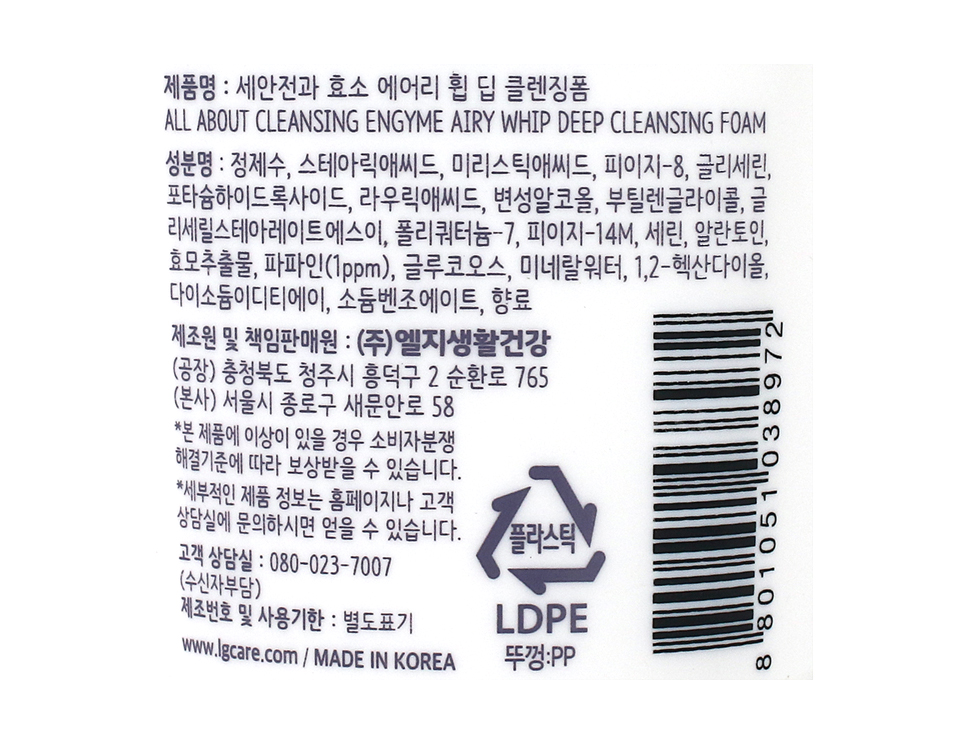 제품명 : 세안전과 효소 에어리 휩 딥 클렌징폼
ALL ABOUT CLEANSING ENGYME AIRY WHIP DEEP CLEANSING FOAM
성분명 : 정제수, 스테아릭애씨드, 미리스틱애씨드, 피이지-8, 글리세린,
포타슘하이드록사이드, 라우릭애씨드, 변성알코올, 부틸렌글라이콜, 글
리세릴스테아레이트에스이, 폴리쿼터늄-7, 피이지-14M, 세린, 알란토인,
효모추출물, 파파인(1ppm), 글루코오스, 미네랄워터, 1,2-헥산다이올,
다이소듐이디티에이, 소듐벤조에이트, 향료
제조원 및 책임판매원 : (주)엘지생활건강
(공장) 충청북도 청주시 흥덕구 2 순환로 765
(본사) 서울시 종로구 새문안로 58
*본 제품에 이상이 있을 경우 소비자분쟁
해결기준에 따라 보상받을 수 있습니다.
*세부적인 제품 정보는 홈페이지나 고객
상담실에 문의하시면 얻을 수 있습니다.
고객 상담실 : 080-023-7007
(수신자부담)
제조번호 및 사용기한 : 별도표기
www.lgcare.com / MADE IN KOREA
플라스틱
LDPE
뚜껑:PP
8 801051 038972